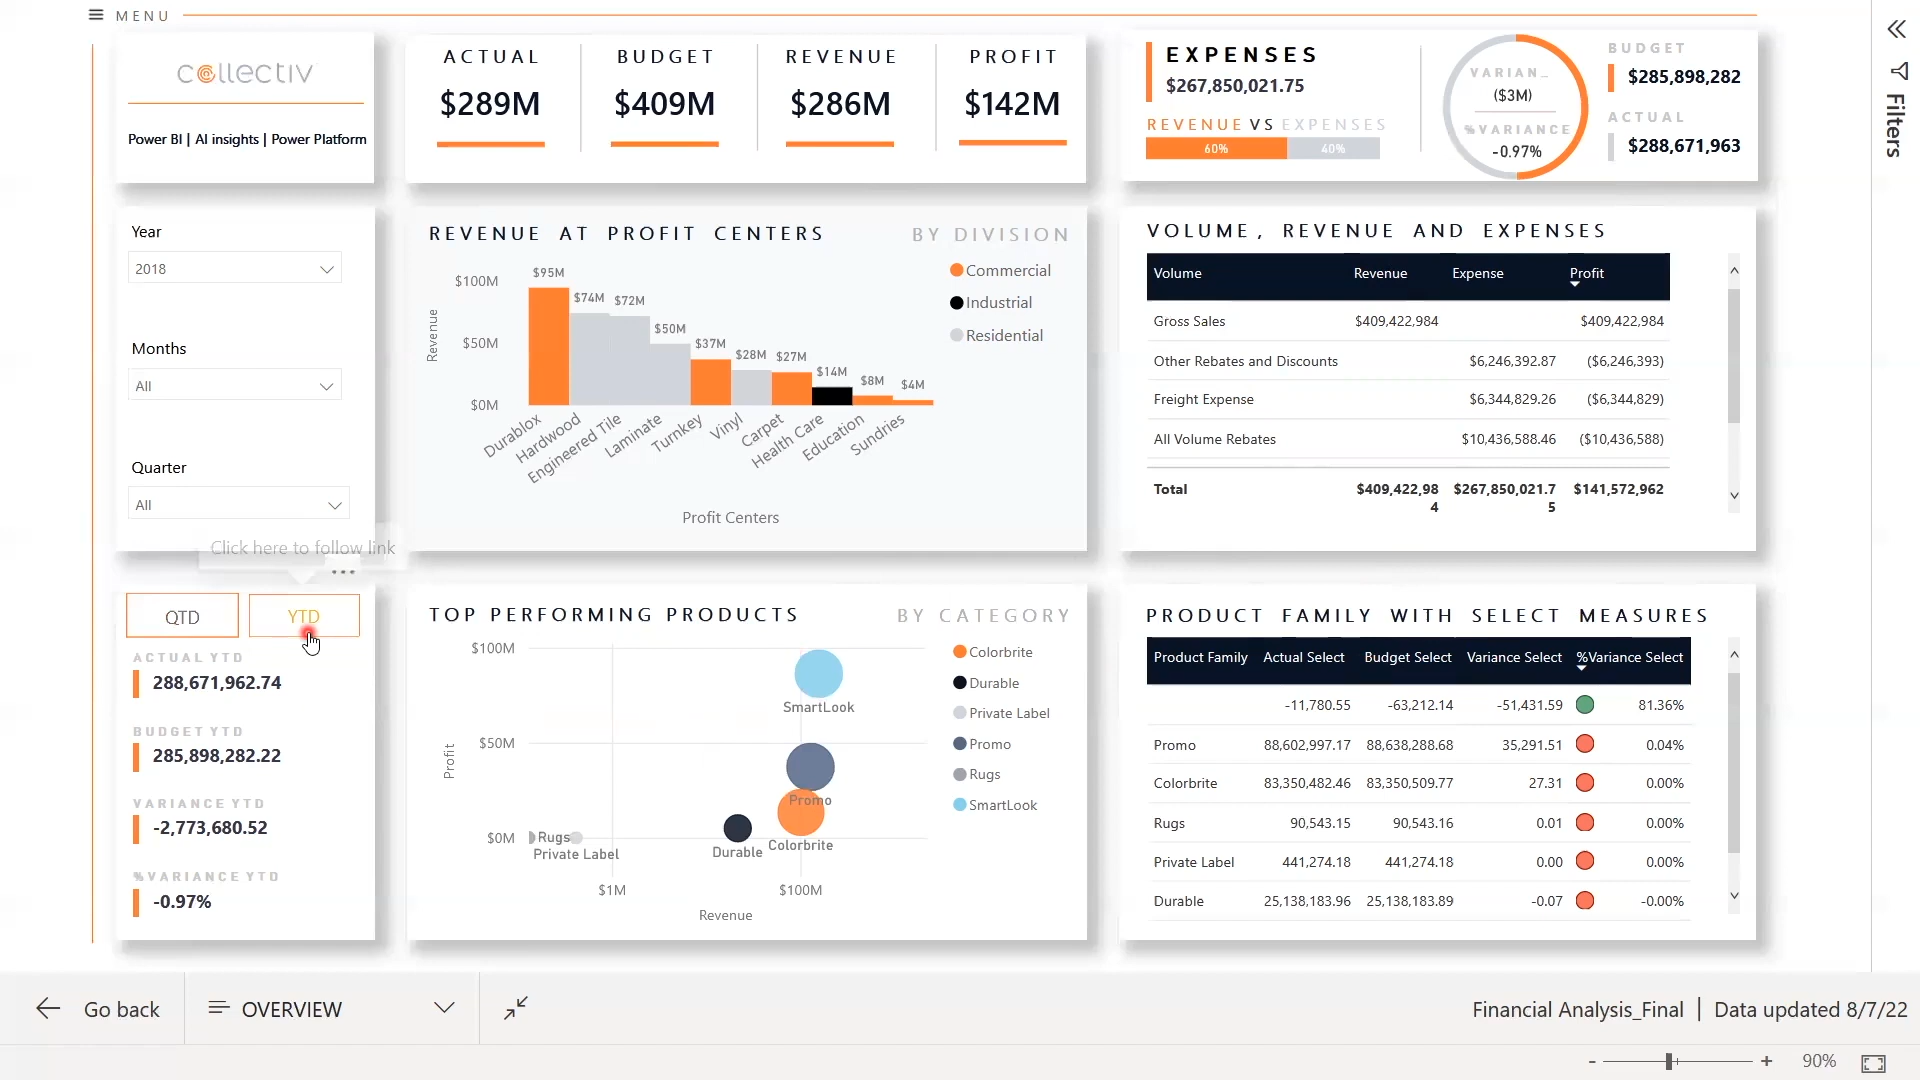 MENU
collectiv
Power BI | AI insights | Power Platform
ACTUAL
$289M
BUDGET
$409M
REVENUE
$286M
PROFIT
$142M
EXPENSES
$267,850,021.75
REVENUE VS EXPENSES
60%
40%
VARIAN...
($3M)
%VARIANCE
-0.97%
BUDGET
$285,898,282
ACTUAL
$288,671,963
Filters
Year
2018
Months
All
Quarter
All
Click here to follow link
REVENUE AT PROFIT CENTERS
BY DIVISION
Commercial
Industrial
Residential
Revenue
$100M
$50M
$0M
$95M
$74M
$72M
$50M
$37M
$28M
$27M
$14M
$8M
$4M
Durablox
Hardwood
Engineered Tile
Laminate
Turnkey
Vinyl
Carpet
Health Care
Education
Sundries
Profit Centers
VOLUME, REVENUE AND EXPENSES
Volume Revenue Expense Profit
Gross Sales $409,422,984 $409,422,984
Other Rebates and Discounts $6,246,392.87 ($6,246,393)
Freight Expense $6,344,829.26 ($6,344,829)
All Volume Rebates $10,436,588.46 ($10,436,588)
Total $409,422,98 $267,850,021.7 $141,572,962
4 5
QTD
YTD
ACTUAL YTD
288,671,962.74
BUDGET YTD
285,898,282.22
VARIANCE YTD
-2,773,680.52
%VARIANCE YTD
-0.97%
TOP PERFORMING PRODUCTS
BY CATEGORY
Colorbrite
Durable
Private Label
Promo
Rugs
SmartLook
Profit
$100M
$50M
$0M
SmartLook
Promo
Colorbrite
Durable
Rugs
Private Label
$1M
$100M
Revenue
PRODUCT FAMILY WITH SELECT MEASURES
Product Family Actual Select Budget Select Variance Select %Variance Select
-11,780.55 -63,212.14 -51,431.59 81.36%
Promo 88,602,997.17 88,638,288.68 35,291.51 0.04%
Colorbrite 83,350,482.46 83,350,509.77 27.31 0.00%
Rugs 90,543.15 90,543.16 0.01 0.00%
Private Label 441,274.18 441,274.18 0.00 0.00%
Durable 25,138,183.96 25,138,183.89 -0.07 -0.00%
Go back
OVERVIEW
Financial Analysis_Final | Data updated 8/7/22
- + 90%